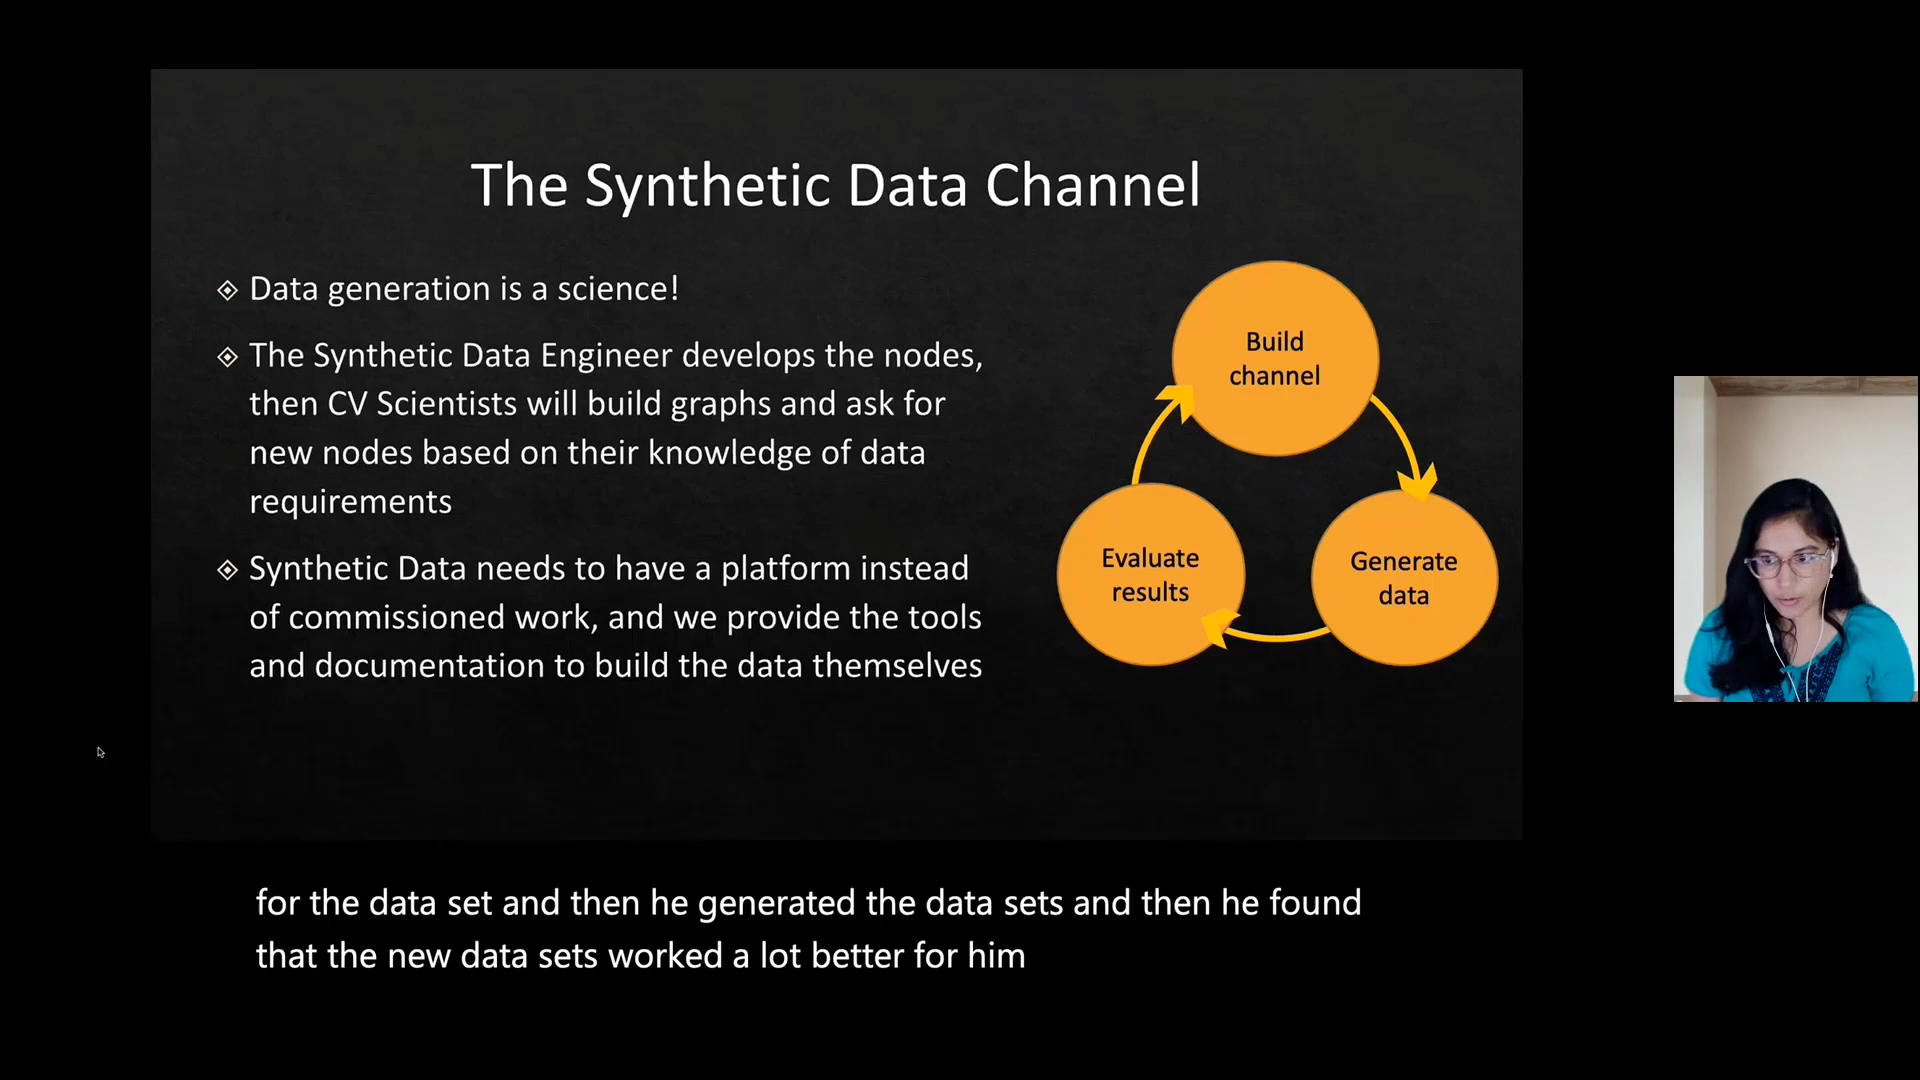 The Synthetic Data Channel
Data generation is a science!
The Synthetic Data Engineer develops the nodes,
then CV Scientists will build graphs and ask for
new nodes based on their knowledge of data
requirements
Synthetic Data needs to have a platform instead
of commissioned work, and we provide the tools
and documentation to build the data themselves
Build
channel
Evaluate
results
Generate
data
for the data set and then he generated the data sets and then he found
that the new data sets worked a lot better for him